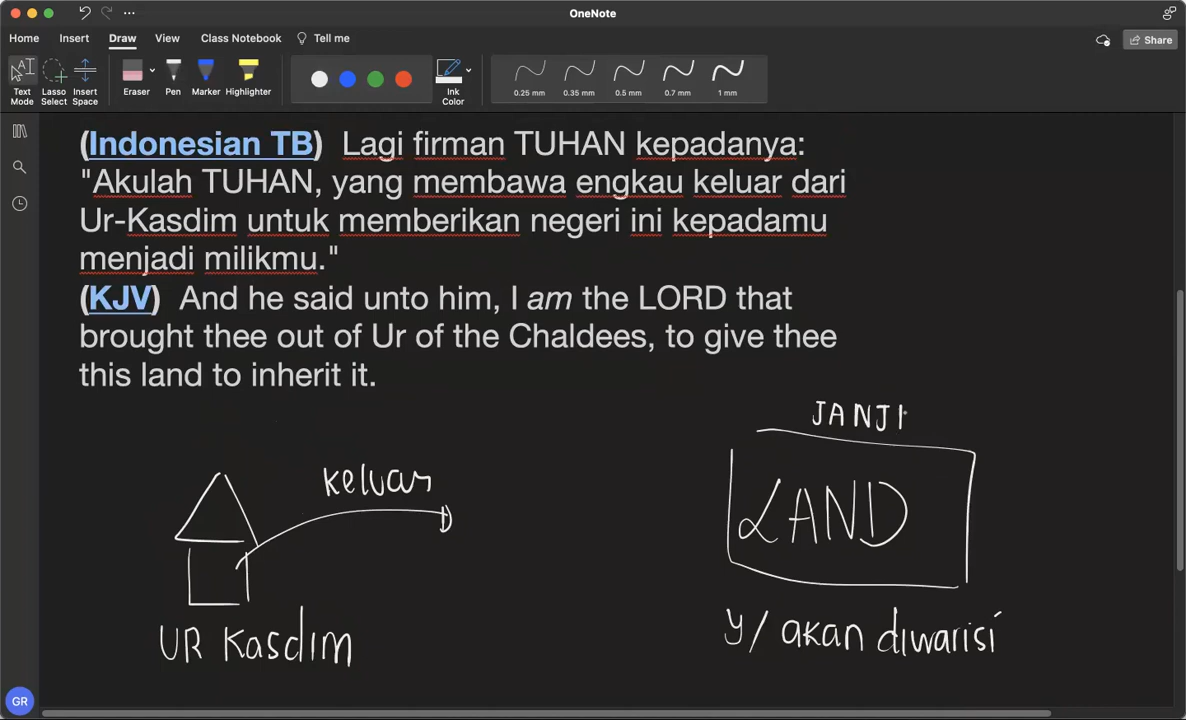 OneNote
Home Insert Draw View Class Notebook Tell me
Share
Text Mode
Lasso Select
Insert Space
Eraser
Pen
Marker
Highlighter
Ink Color
0.25 mm 0.35 mm 0.5 mm 0.7 mm 1 mm
(Indonesian TB) Lagi firman TUHAN kepadanya:
"Akulah TUHAN, yang membawa engkau keluar dari
Ur-Kasdim untuk memberikan negeri ini kepadamu
menjadi milikmu."
(KJV) And he said unto him, I am the LORD that
brought thee out of Ur of the Chaldees, to give thee
this land to inherit it.
JANJI
Keluar
LAND
UR Kasdim
y/ akan diwarisi
GR